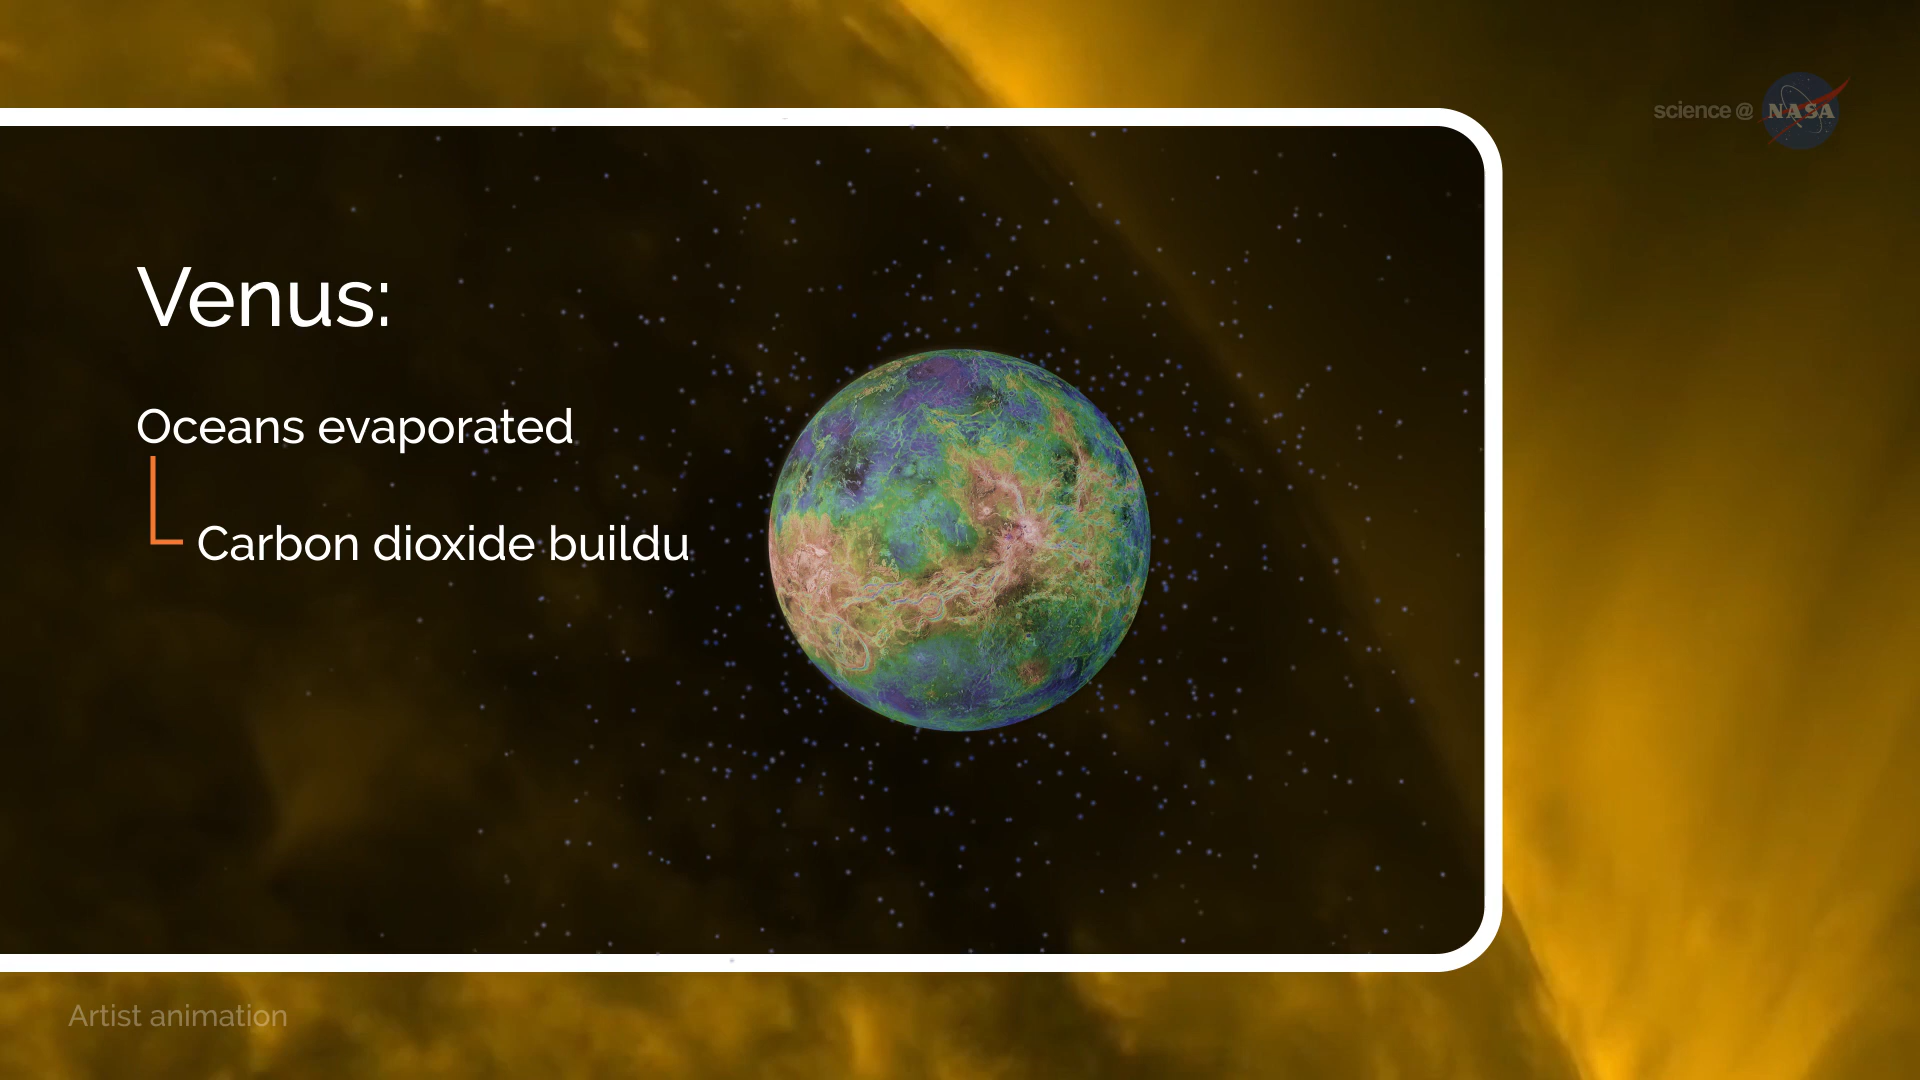 science @ NASA
Venus:
Oceans evaporated
Carbon dioxide buildu
Artist animation